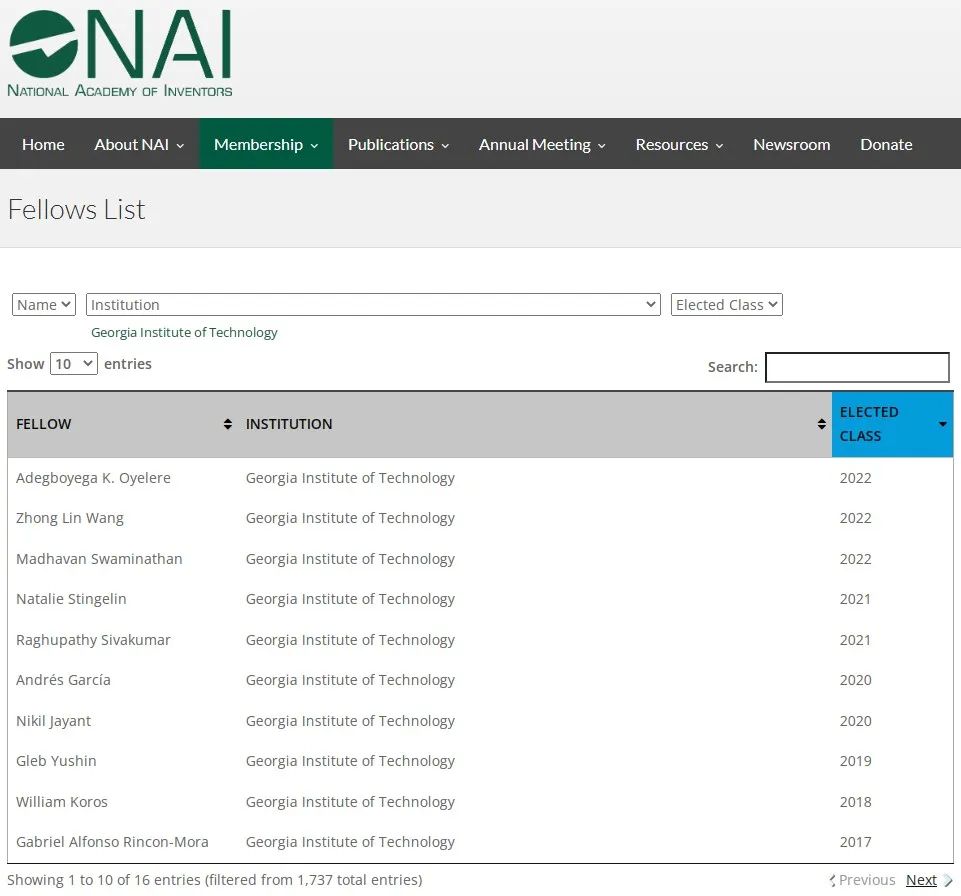 NAI
NATIONAL ACADEMY OF INVENTORS
Home About NAI Membership Publications Annual Meeting Resources Newsroom Donate
Fellows List
Name Institution Elected Class
Georgia Institute of Technology
Show 10 entries
Search:
FELLOW INSTITUTION ELECTED CLASS
Adegboyega K. Oyelere Georgia Institute of Technology 2022
Zhong Lin Wang Georgia Institute of Technology 2022
Madhavan Swaminathan Georgia Institute of Technology 2022
Natalie Stingelin Georgia Institute of Technology 2021
Raghupathy Sivakumar Georgia Institute of Technology 2021
Andrés García Georgia Institute of Technology 2020
Nikil Jayant Georgia Institute of Technology 2020
Gleb Yushin Georgia Institute of Technology 2019
William Koros Georgia Institute of Technology 2018
Gabriel Alfonso Rincon-Mora Georgia Institute of Technology 2017
Showing 1 to 10 of 16 entries (filtered from 1,737 total entries) Previous Next